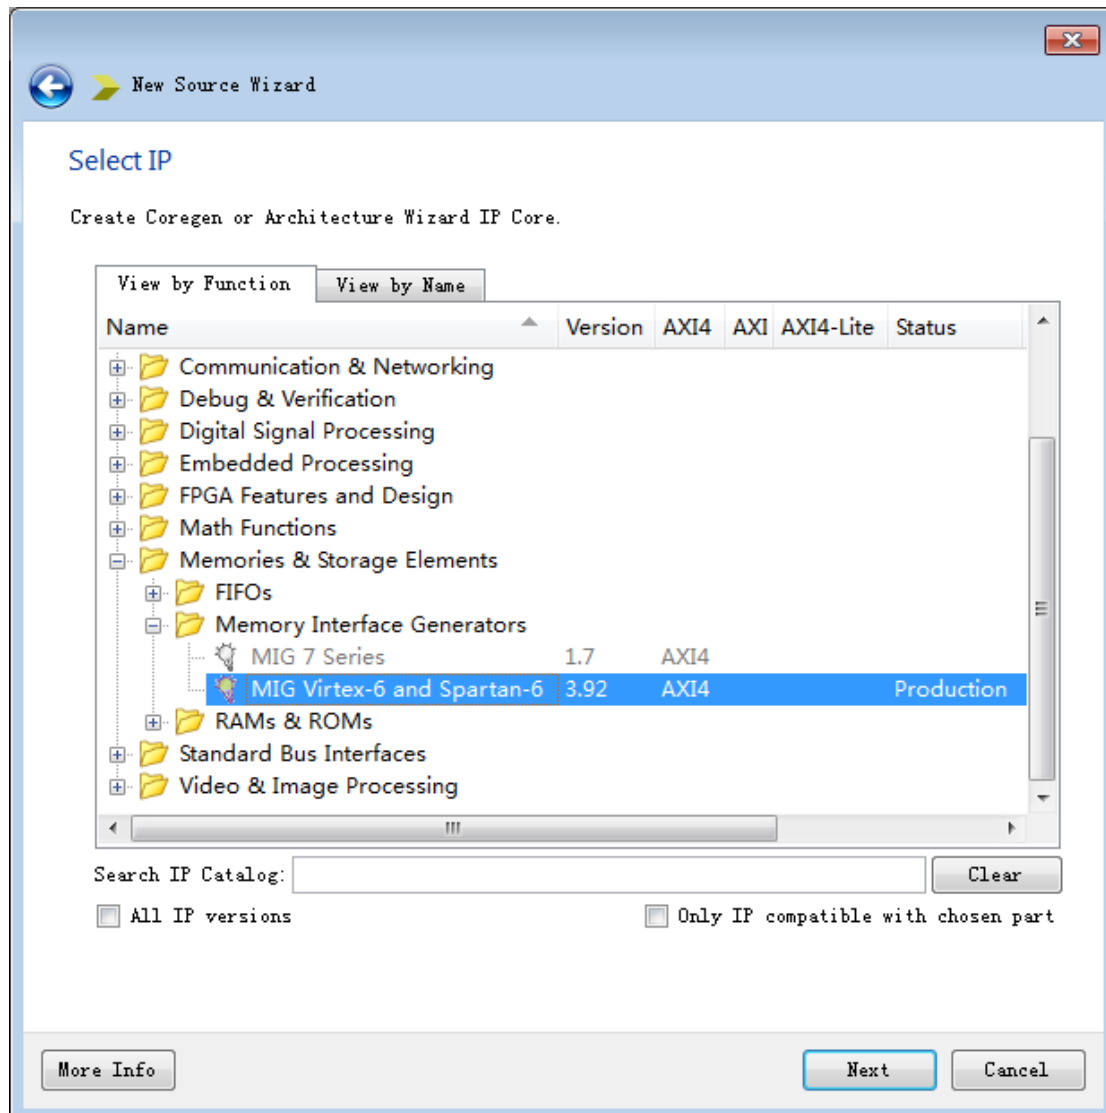 New Source Wizard
Select IP
Create Coregen or Architecture Wizard IP Core.
View by Function View by Name
Name Version AXI4 AXI AXI4-Lite Status
Communication & Networking
Debug & Verification
Digital Signal Processing
Embedded Processing
FPGA Features and Design
Math Functions
Memories & Storage Elements
FIFOs
Memory Interface Generators
MIG 7 Series 1.7 AXI4
MIG Virtex-6 and Spartan-6 3.92 AXI4 Production
RAMs & ROMs
Standard Bus Interfaces
Video & Image Processing
Search IP Catalog: Clear
All IP versions Only IP compatible with chosen part
More Info Next Cancel